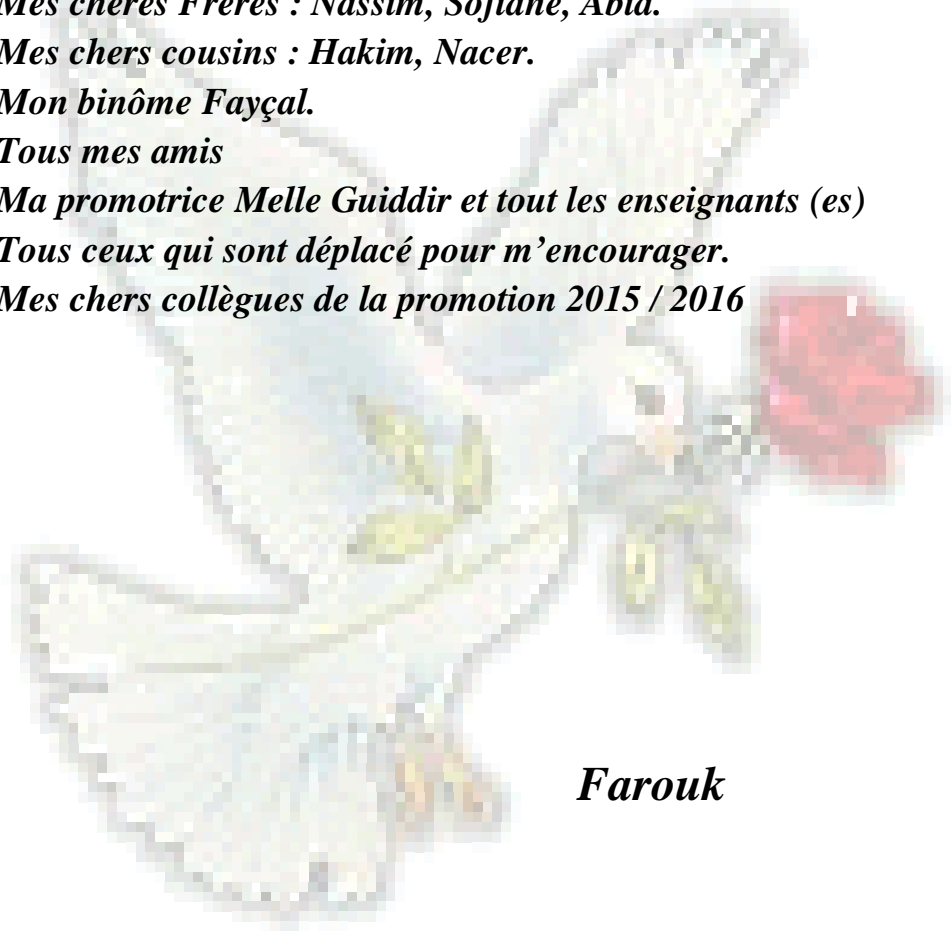 Mes chères Frères : Nassim, Sofiane, Abid.
Mes chers cousins : Hakim, Nacer.
Mon binôme Fayçal.
Tous mes amis
Ma promotrice Melle Guiddir et tout les enseignants (es)
Tous ceux qui sont déplacé pour m’encourager.
Mes chers collègues de la promotion 2015 / 2016
Farouk